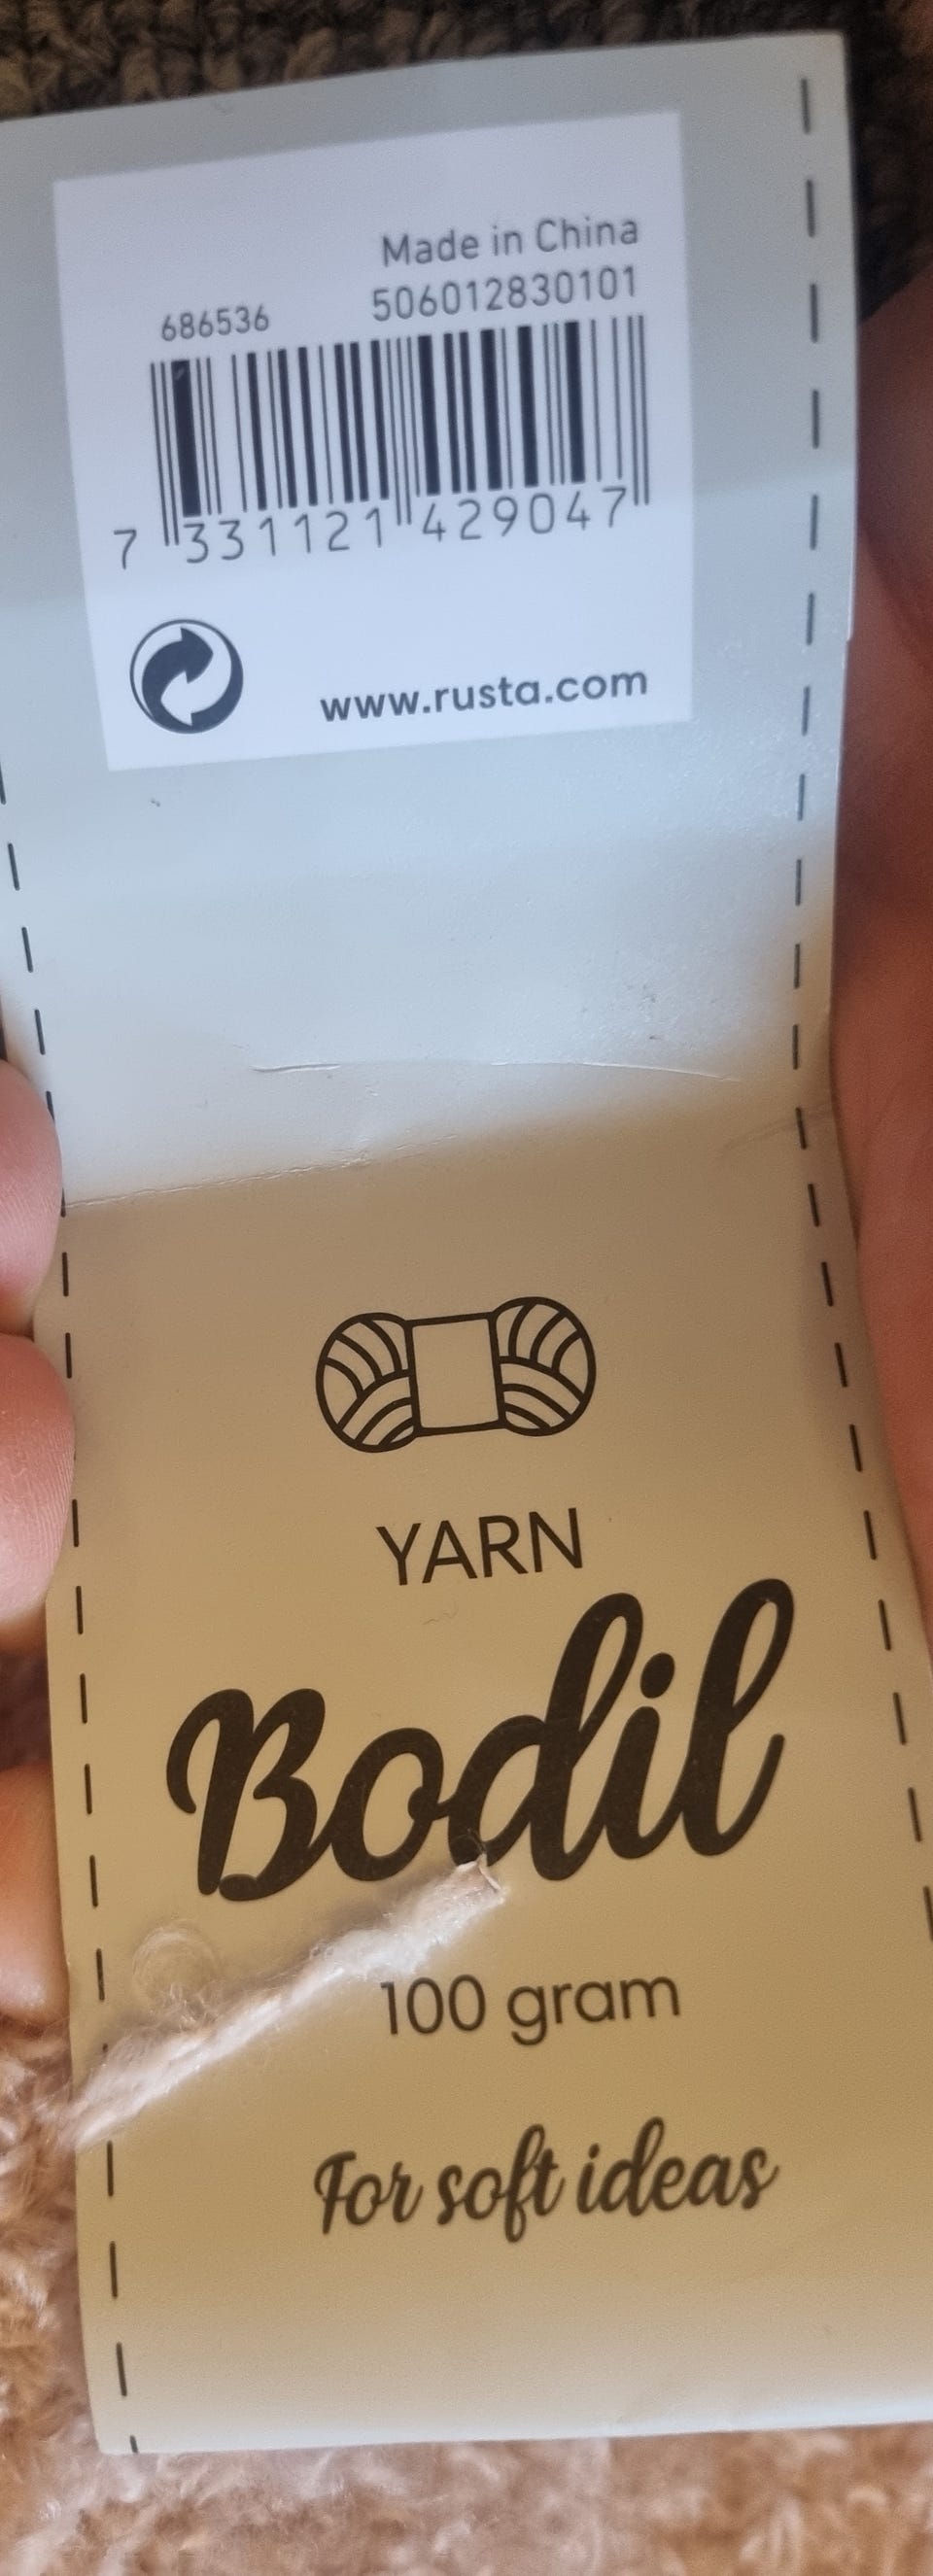 Made in China
686536 506012830101
7 331121 429047
www.rusta.com
YARN
Bodil
100 gram
For soft ideas